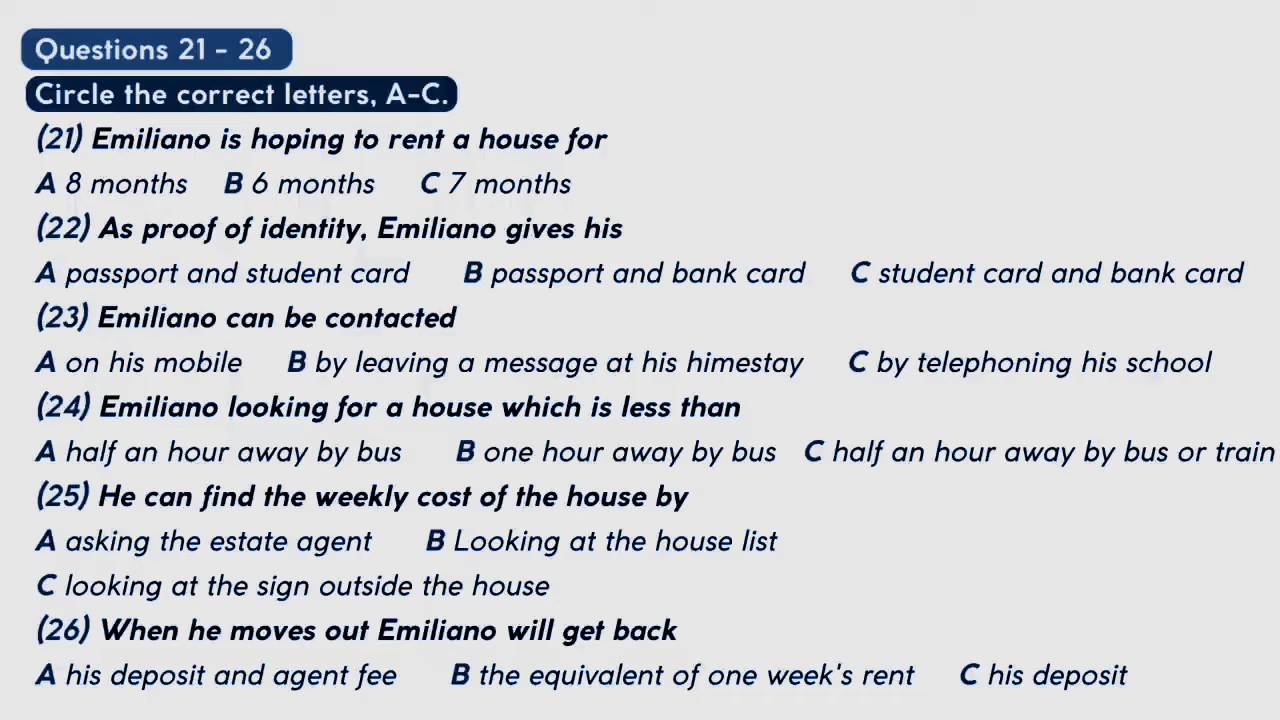 Questions 21 - 26
Circle the correct letters, A-C.
(21) Emiliano is hoping to rent a house for
A 8 months B 6 months C 7 months
(22) As proof of identity, Emiliano gives his
A passport and student card B passport and bank card C student card and bank card
(23) Emiliano can be contacted
A on his mobile B by leaving a message at his himestay C by telephoning his school
(24) Emiliano looking for a house which is less than
A half an hour away by bus B one hour away by bus C half an hour away by bus or train
(25) He can find the weekly cost of the house by
A asking the estate agent B Looking at the house list
C looking at the sign outside the house
(26) When he moves out Emiliano will get back
A his deposit and agent fee B the equivalent of one week's rent C his deposit